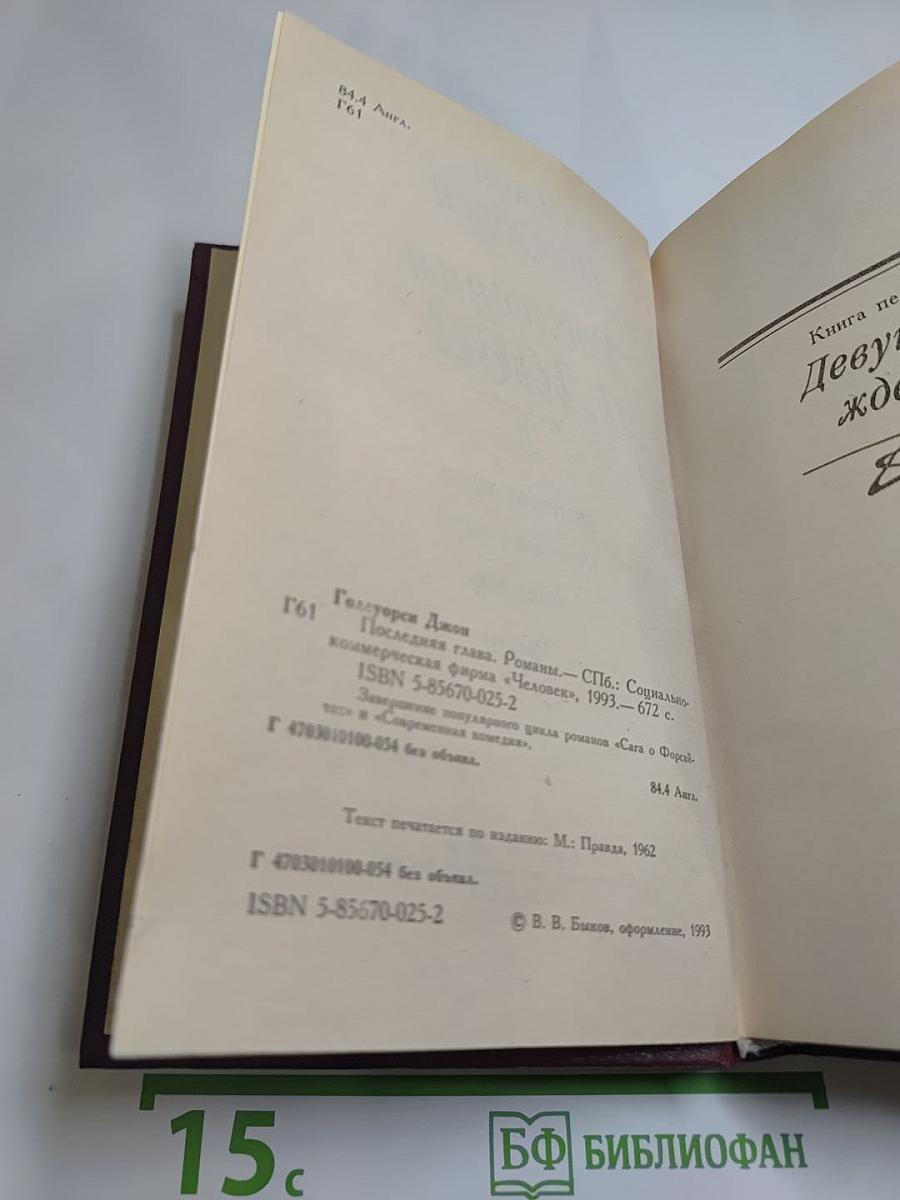 84.4 Англ.
Г61
Голсуорси Джон
Г61 Последняя глава. Романы.— СПб.: Социально-
коммерческая фирма «Человек», 1993.— 672 с.
ISBN 5-85670-025-2
Завершение популярного цикла романов «Сага о Форсай-
тах» и «Современная комедия».
Г 4703010100-054 без объявл.
84.4 Англ.
Текст печатается по изданию: М.: Правда, 1962
Г 4703010100-054 без объявл.
ISBN 5-85670-025-2
© В. В. Быков, оформление, 1993
Книга пе
Девуш
жде
15 с
БФ БИБЛИОФАН